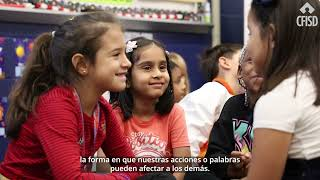 CFISD
la forma en que nuestras acciones o palabras
pueden afectar a los demás.